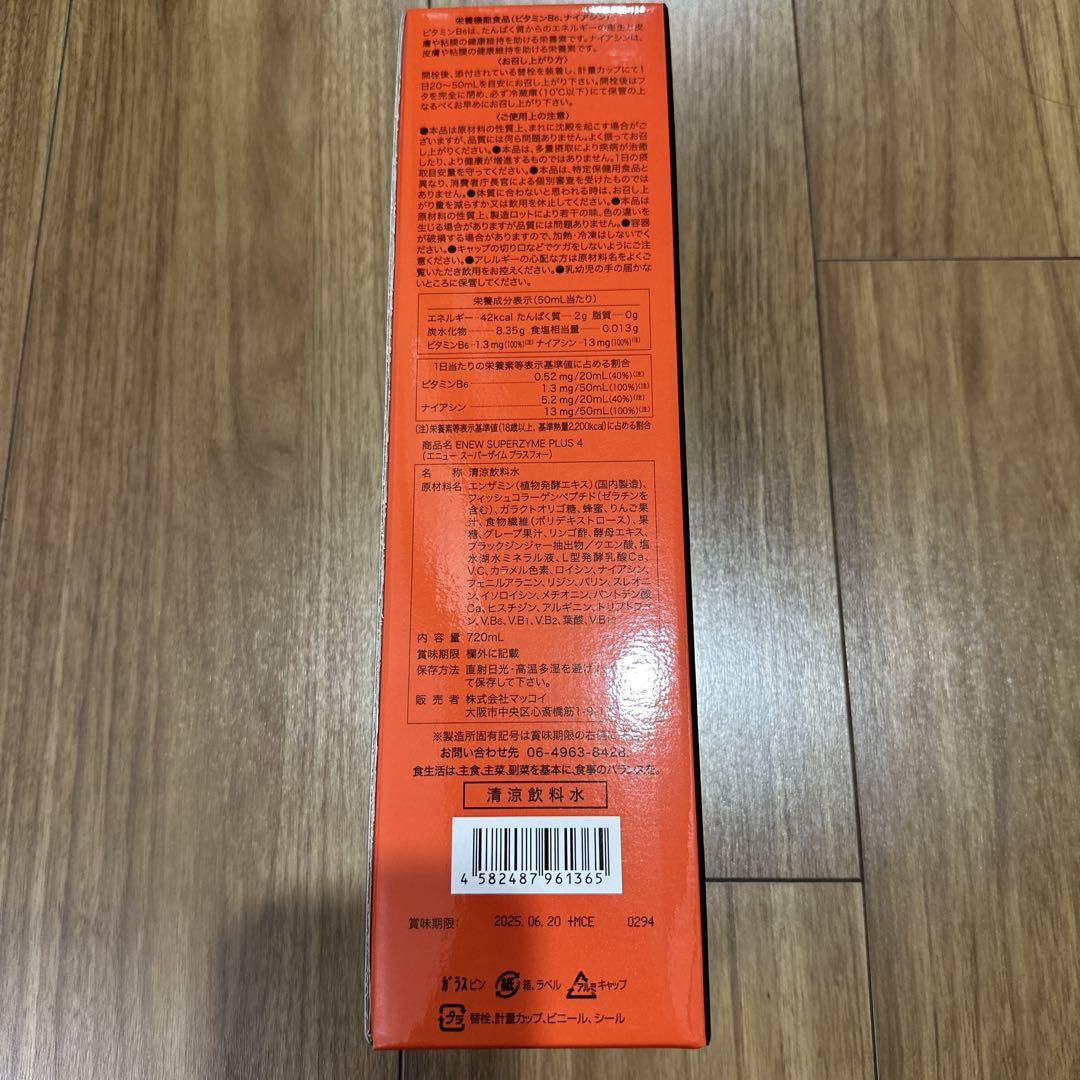 栄養機能食品(ビタミンB6、ナイアシン)
ビタミンB6は、たんぱく質からのエネルギーの産生と皮
膚や粘膜の健康維持を助ける栄養素です。ナイアシンは、
皮膚や粘膜の健康維持を助ける栄養素です。
〈お召し上がり方〉
開栓後、添付されている替栓を装着し、計量カップにて1
日20〜50mLを目安にお召し上がり下さい。開栓後はフ
タを完全に閉め、必ず冷蔵庫(10℃以下)にて保管の上
なるべくお早めにお召し上がり下さい。
〈ご使用上の注意〉
●本品は原材料の性質上、まれに沈殿を起こす場合がご
ざいますが、品質には何ら問題ありません。よく振ってお召
し上がりください。●本品は、多量摂取により疾病が治癒
したり、より健康が増進するものではありません。1日の摂
取目安量を守ってください。●本品は、特定保健用食品と
異なり、消費者庁長官による個別審査を受けたものでは
ありません。●体質に合わないと思われる時は、お召し上
がり量を減らすか又は飲用を休止してください。●本品は
原材料の性質上、製造ロットにより若干の味、色の違いを
生じる場合がありますが品質には問題ありません。●容器
が破損する場合がありますので、加熱・冷凍はしないでく
ださい。●キャップの切り口などでケガをしないようにご注
意ください。●アレルギーの心配な方は原材料名をよくご
覧いただき飲用をお控えください。●乳幼児の手の届かな
いところに保管してください。
栄養成分表示(50mL当たり)
エネルギー 42kcal たんぱく質 2g 脂質 0g
炭水化物 8.35g 食塩相当量 0.013g
ビタミンB6 1.3mg(100%)(注) ナイアシン 13mg(100%)(注)
1日当たりの栄養素等表示基準値に占める割合
ビタミンB6 0.52mg/20mL(40%)(注)
1.3mg/50mL(100%)(注)
ナイアシン 5.2mg/20mL(40%)(注)
13mg/50mL(100%)(注)
(注)栄養素等表示基準値(18歳以上、基準熱量2,200kcal)に占める割合
商品名 ENEW SUPERZYME PLUS 4
(エニュー スーパーザイム プラスフォー)
名 称 清涼飲料水
原材料名 エンザミン(植物発酵エキス)(国内製造)、
フィッシュコラーゲンペプチド(ゼラチンを
含む)、ガラクトオリゴ糖、蜂蜜、りんご果
汁、食物繊維(ポリデキストロース)、果
糖、グレープ果汁、リンゴ酢、酵母エキス、
ブラックジンジャー抽出物/クエン酸、塩
水湖水ミネラル液、L型発酵乳酸Ca、
V.C、カラメル色素、ロイシン、ナイアシン、
フェニルアラニン、リジン、バリン、スレオニ
ン、イソロイシン、メチオニン、パントテン酸
Ca、ヒスチジン、アルギニン、トリプトファ
ン、V.B6、V.B1、V.B2、葉酸、V.B12
内容量 720mL
賞味期限 欄外に記載
保存方法 直射日光・高温多湿を避け
て保存して下さい。
販売者 株式会社マッコイ
大阪市中央区心斎橋筋1-9-1
※製造所固有記号は賞味期限の右側に
お問い合わせ先 06-4963-8428
食生活は、主食、主菜、副菜を基本に、食事のバランスを。
清涼飲料水
4 582487 961365
賞味期限: 2025.06.20 +MCE 0294
ガラスビン 紙 箱、ラベル アルミ キャップ
プラ 替栓、計量カップ、ビニール、シール